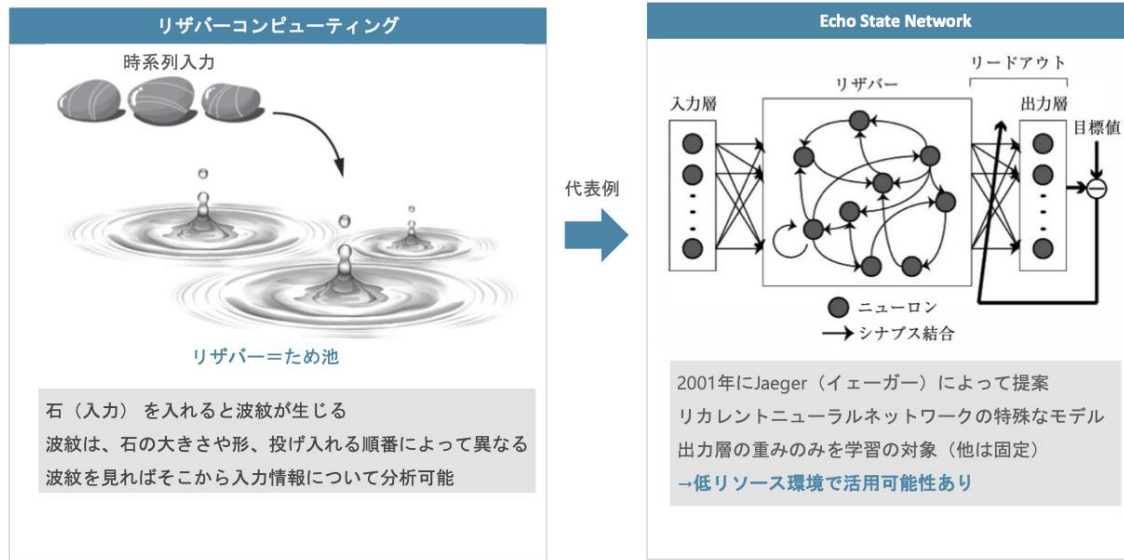 リザバーコンピューティング
時系列入力
リザバー＝ため池
石（入力） を入れると波紋が生じる
波紋は、石の大きさや形、投げ入れる順番によって異なる
波紋を見ればそこから入力情報について分析可能
代表例
Echo State Network
リードアウト
リザバー
入力層
出力層
目標値
ニューロン
シナプス結合
2001年にJaeger（イェーガー）によって提案
リカレントニューラルネットワークの特殊なモデル
出力層の重みのみを学習の対象（他は固定）
→低リソース環境で活用可能性あり